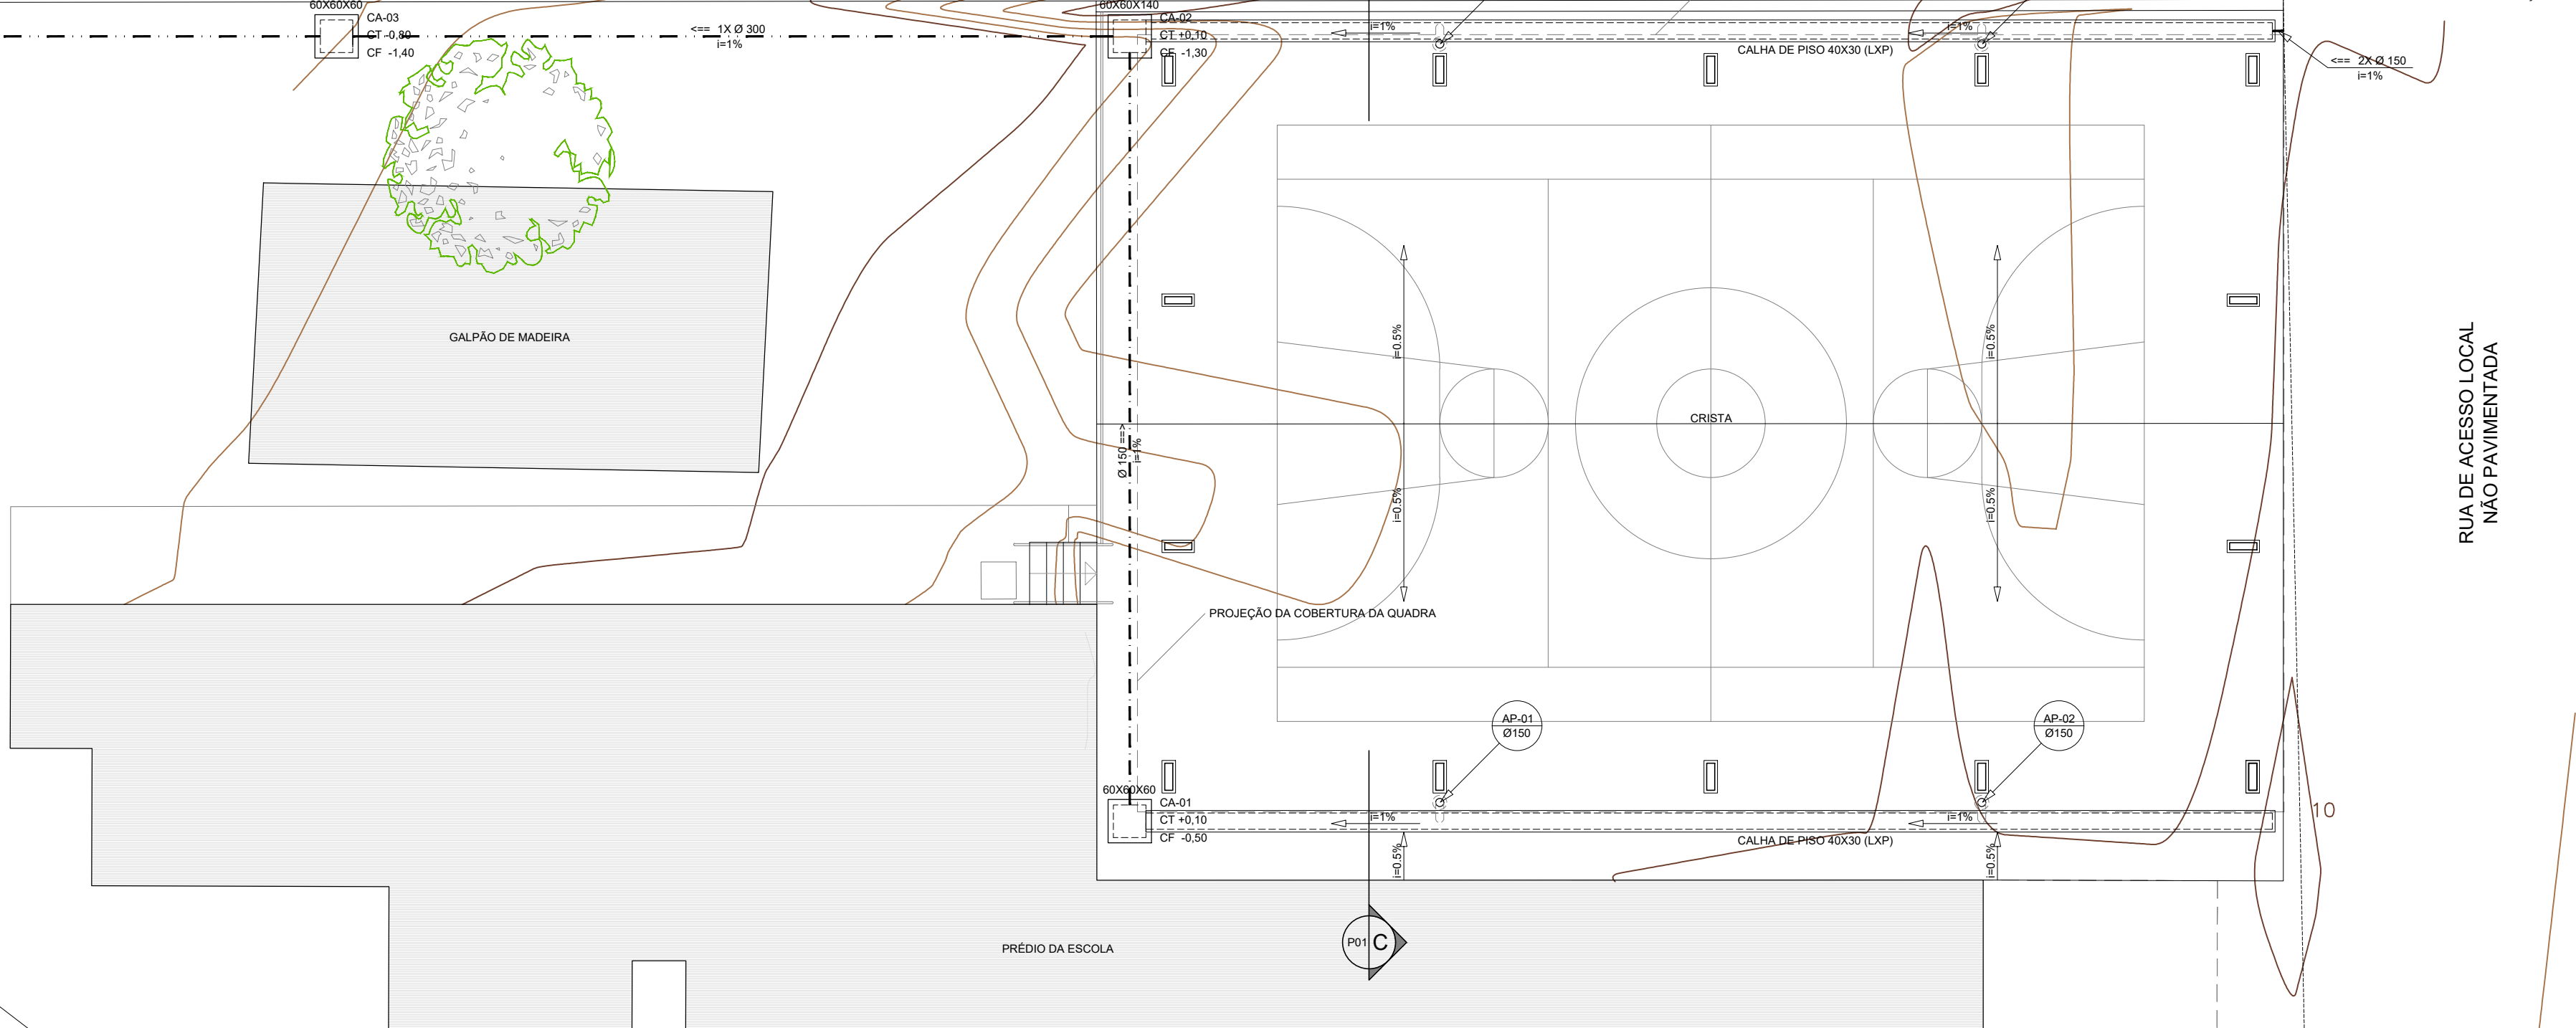 60X60X60
CA-03
CT -0,80
CF -1,40
<== 1X Ø 300
i=1%
60X60X140
CA-02
CT +0,10
CF -1,30
i=1%
i=1%
CALHA DE PISO 40X30 (LXP)
<== 2X Ø 150
i=1%
GALPÃO DE MADEIRA
i=0.5%
i=0.5%
CRISTA
Ø 150 ==>
i=1%
i=0.5%
i=0.5%
RUA DE ACESSO LOCAL
NÃO PAVIMENTADA
PROJEÇÃO DA COBERTURA DA QUADRA
AP-01
Ø150
AP-02
Ø150
60X60X60
CA-01
CT +0,10
CF -0,50
i=1%
i=1%
CALHA DE PISO 40X30 (LXP)
10
i=0.5%
i=0.5%
PRÉDIO DA ESCOLA
P01
C